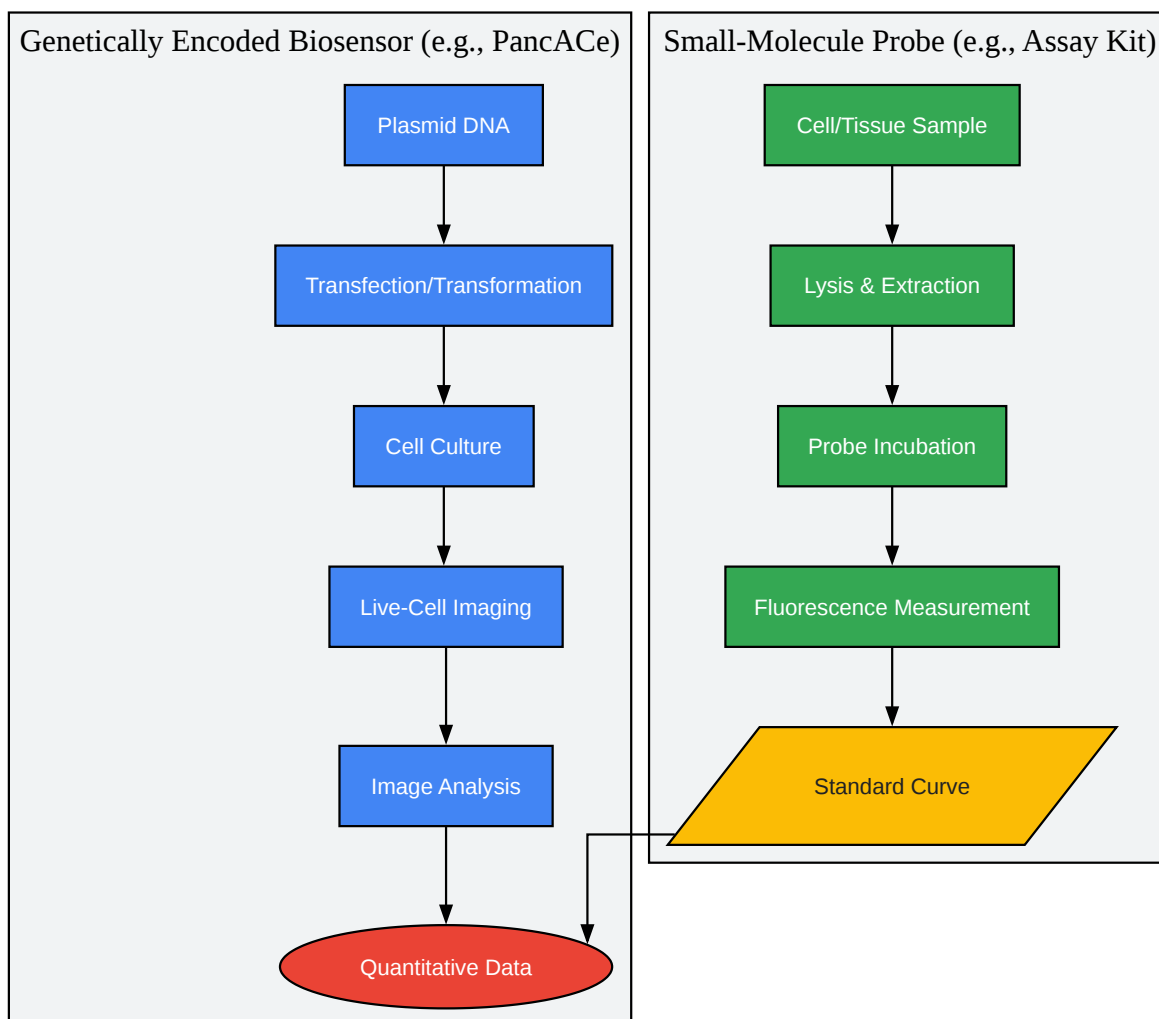 Genetically Encoded Biosensor (e.g., PancACe)
Plasmid DNA
Transfection/Transformation
Cell Culture
Live-Cell Imaging
Image Analysis
Quantitative Data
Small-Molecule Probe (e.g., Assay Kit)
Cell/Tissue Sample
Lysis & Extraction
Probe Incubation
Fluorescence Measurement
Standard Curve